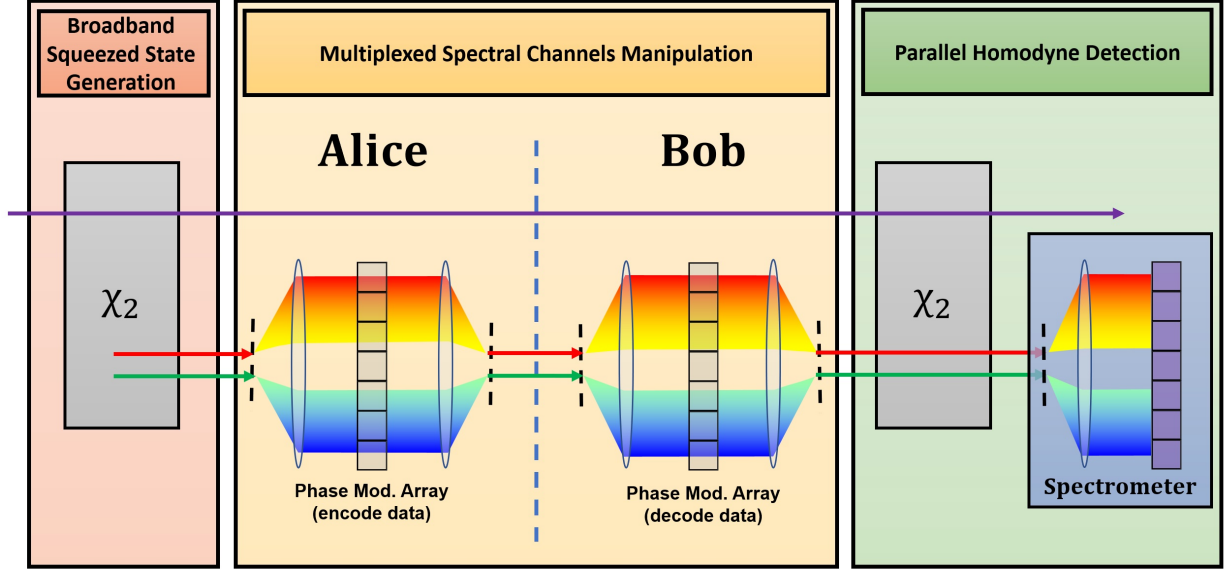 Broadband
Squeezed State
Generation
Multiplexed Spectral Channels Manipulation
Parallel Homodyne Detection
Alice
Bob
χ2
χ2
Phase Mod. Array
(encode data)
Phase Mod. Array
(decode data)
Spectrometer